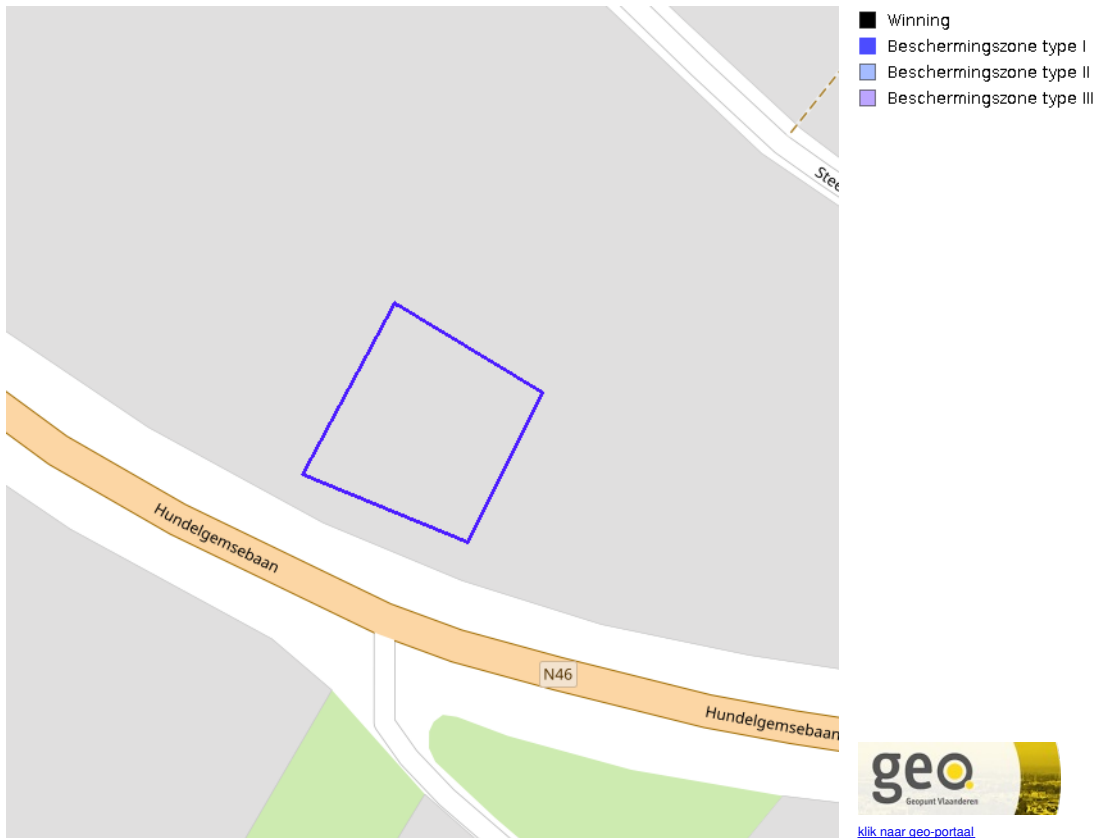 Winning
Beschermingszone type I
Beschermingszone type II
Beschermingszone type III
Hundelgemsebaan
N46
Hundelgemsebaan
geo
Geopunt Vlaanderen
klik naar geo-portaal